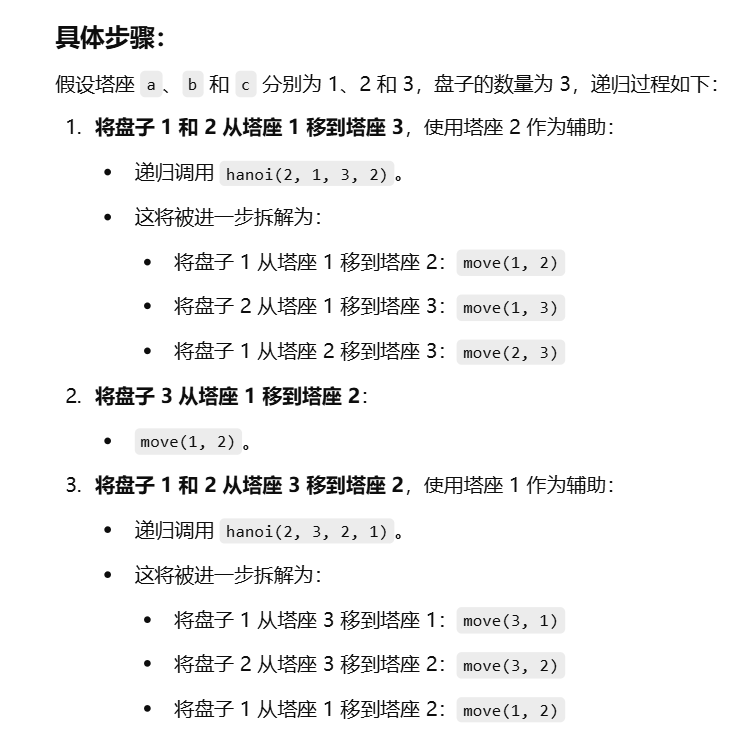 具体步骤：
假设塔座 a、b 和 c 分别为 1、2 和 3，盘子的数量为 3，递归过程如下：
1. 将盘子 1 和 2 从塔座 1 移到塔座 3，使用塔座 2 作为辅助：
• 递归调用 hanoi(2, 1, 3, 2)。
• 这将被进一步拆解为：
• 将盘子 1 从塔座 1 移到塔座 2：move(1, 2)
• 将盘子 2 从塔座 1 移到塔座 3：move(1, 3)
• 将盘子 1 从塔座 2 移到塔座 3：move(2, 3)
2. 将盘子 3 从塔座 1 移到塔座 2：
• move(1, 2)。
3. 将盘子 1 和 2 从塔座 3 移到塔座 2，使用塔座 1 作为辅助：
• 递归调用 hanoi(2, 3, 2, 1)。
• 这将被进一步拆解为：
• 将盘子 1 从塔座 3 移到塔座 1：move(3, 1)
• 将盘子 2 从塔座 3 移到塔座 2：move(3, 2)
• 将盘子 1 从塔座 1 移到塔座 2：move(1, 2)